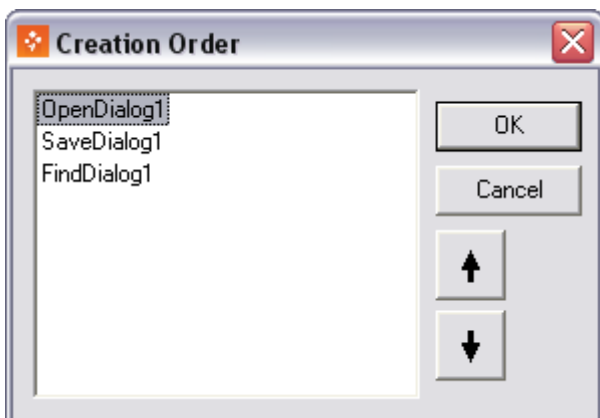 Creation Order
OpenDialog1
SaveDialog1
FindDialog1
OK
Cancel